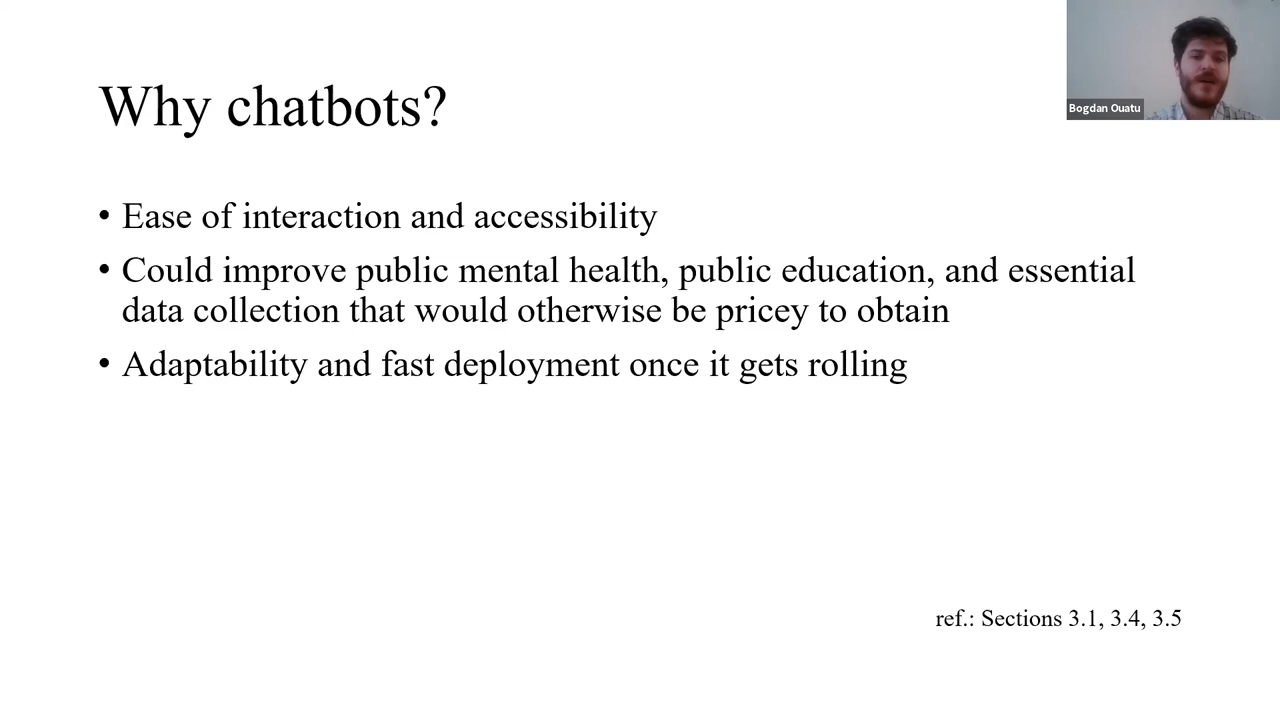 Why chatbots?
Bogdan Ouatu
• Ease of interaction and accessibility
• Could improve public mental health, public education, and essential
data collection that would otherwise be pricey to obtain
• Adaptability and fast deployment once it gets rolling
ref.: Sections 3.1, 3.4, 3.5